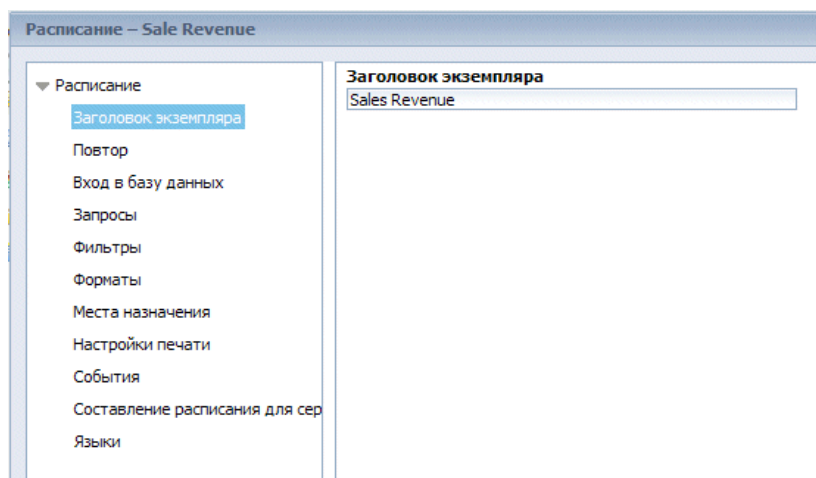 Расписание – Sale Revenue
Расписание
Заголовок экземпляра
Повтор
Вход в базу данных
Запросы
Фильтры
Форматы
Места назначения
Настройки печати
События
Составление расписания для сер
Языки
Заголовок экземпляра
Sales Revenue